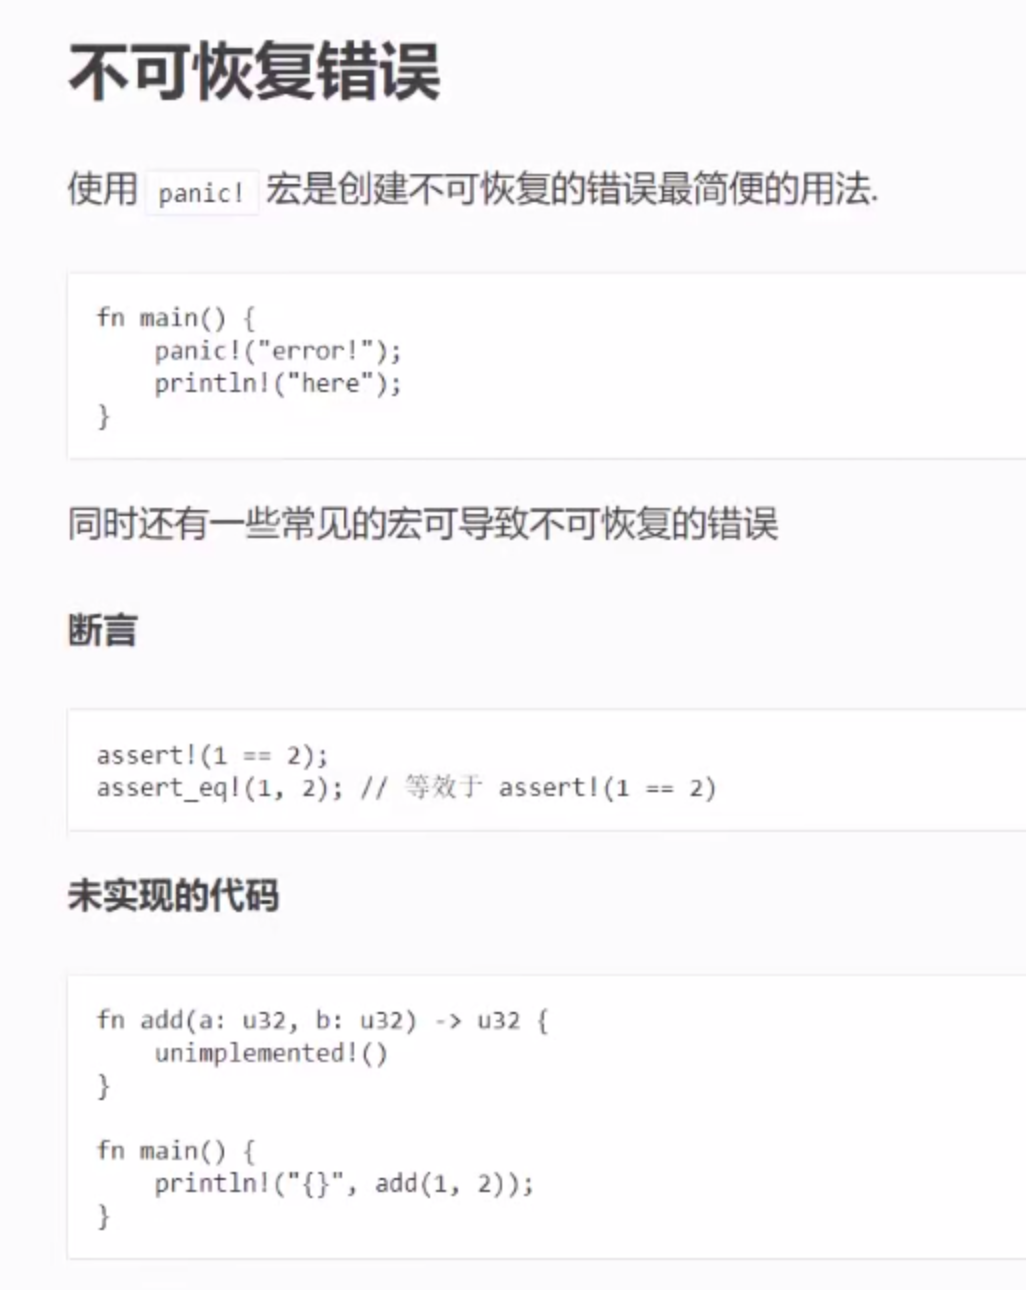 不可恢复错误
使用 panic! 宏是创建不可恢复的错误最简便的用法.
fn main() {
    panic!("error!");
    println!("here");
}
同时还有一些常见的宏可导致不可恢复的错误
断言
assert!(1 == 2);
assert_eq!(1, 2); // 等效于 assert!(1 == 2)
未实现的代码
fn add(a: u32, b: u32) -> u32 {
    unimplemented!()
}
fn main() {
    println!("{}", add(1, 2));
}